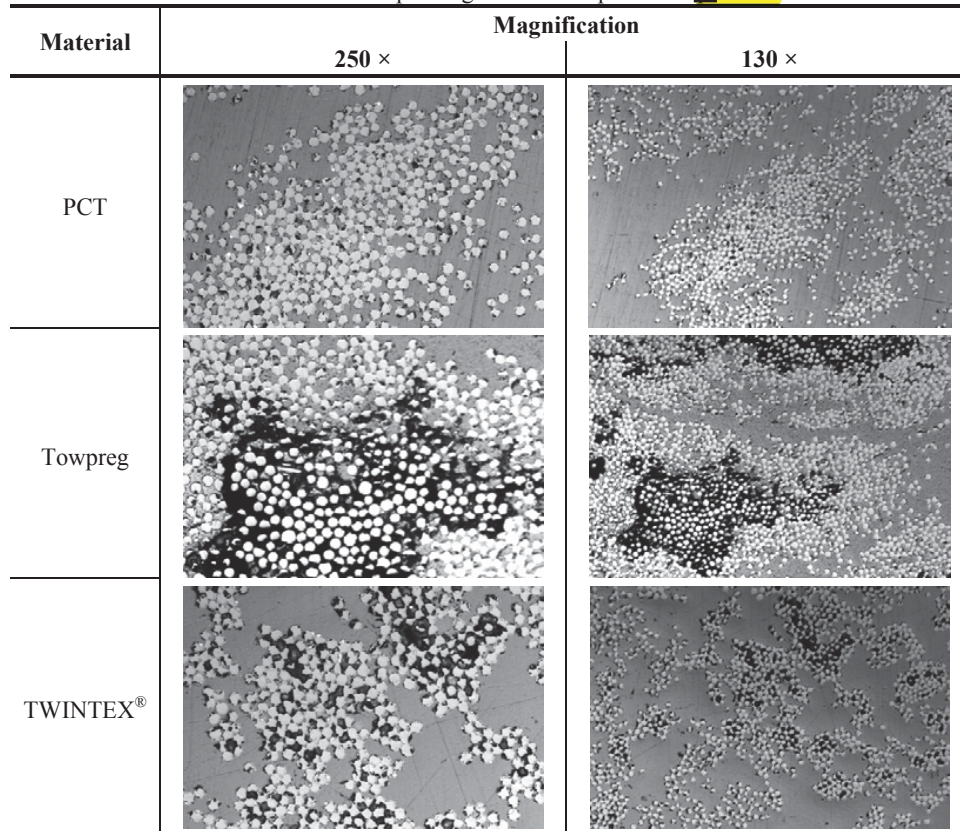 Material
Magnification
250 ×
130 ×
PCT
Towpreg
TWINTEX®